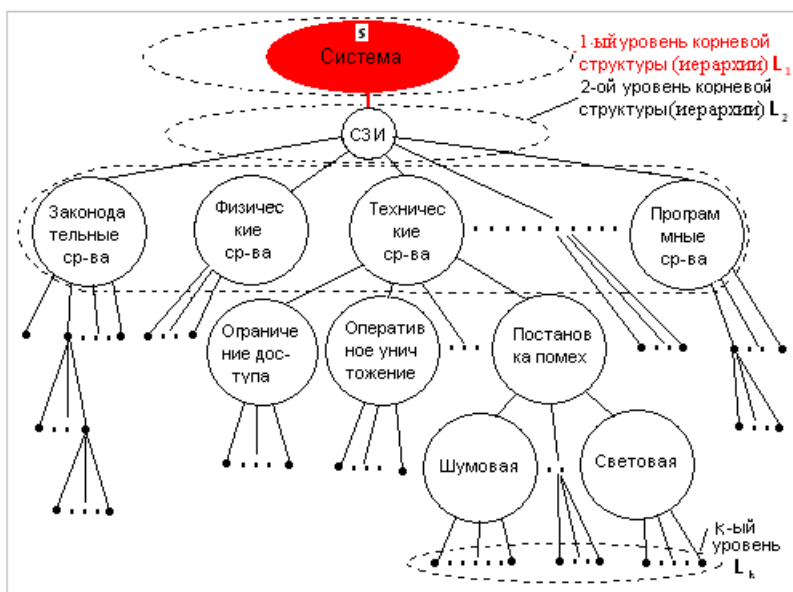 S
Система
1-ый уровень корневой
структуры (иерархии) L1
2-ой уровень корневой
структуры(иерархии) L2
СЗИ
Законода
тельные
ср-ва
Физичес
кие
ср-ва
Техничес
кие
ср-ва
Програм
мные
ср-ва
Ограниче
ние дос-
тупа
Оператив
ное унич
тожение
Постанов
ка помех
Шумовая
Световая
К-ый
уровень
Lk